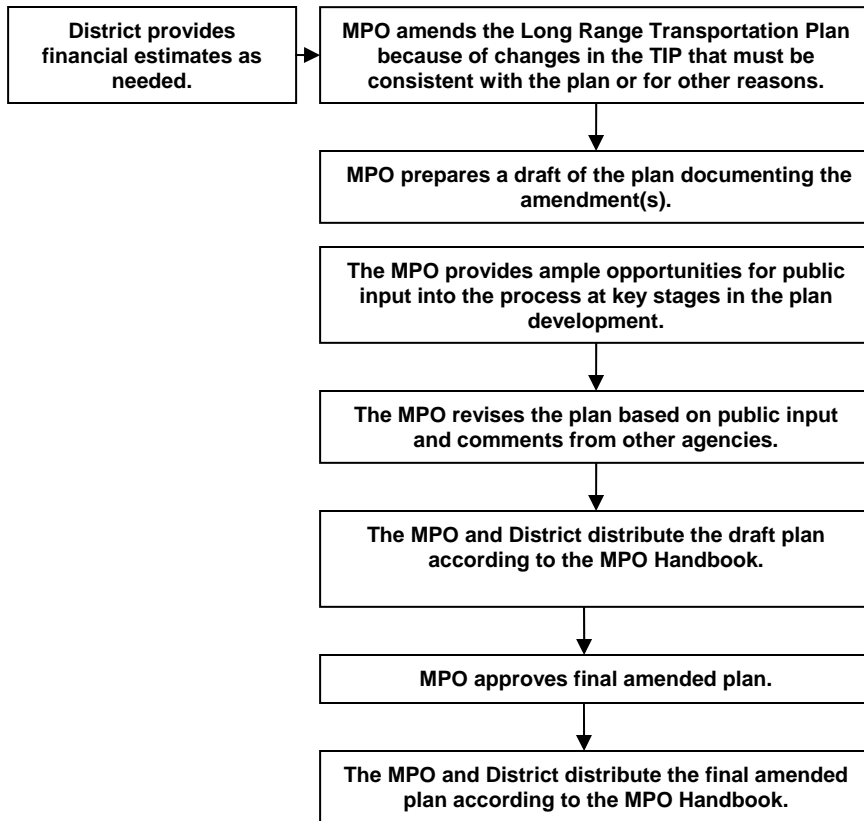 District provides
financial estimates as
needed.
MPO amends the Long Range Transportation Plan
because of changes in the TIP that must be
consistent with the plan or for other reasons.
MPO prepares a draft of the plan documenting the
amendment(s).
The MPO provides ample opportunities for public
input into the process at key stages in the plan
development.
The MPO revises the plan based on public input
and comments from other agencies.
The MPO and District distribute the draft plan
according to the MPO Handbook.
MPO approves final amended plan.
The MPO and District distribute the final amended
plan according to the MPO Handbook.